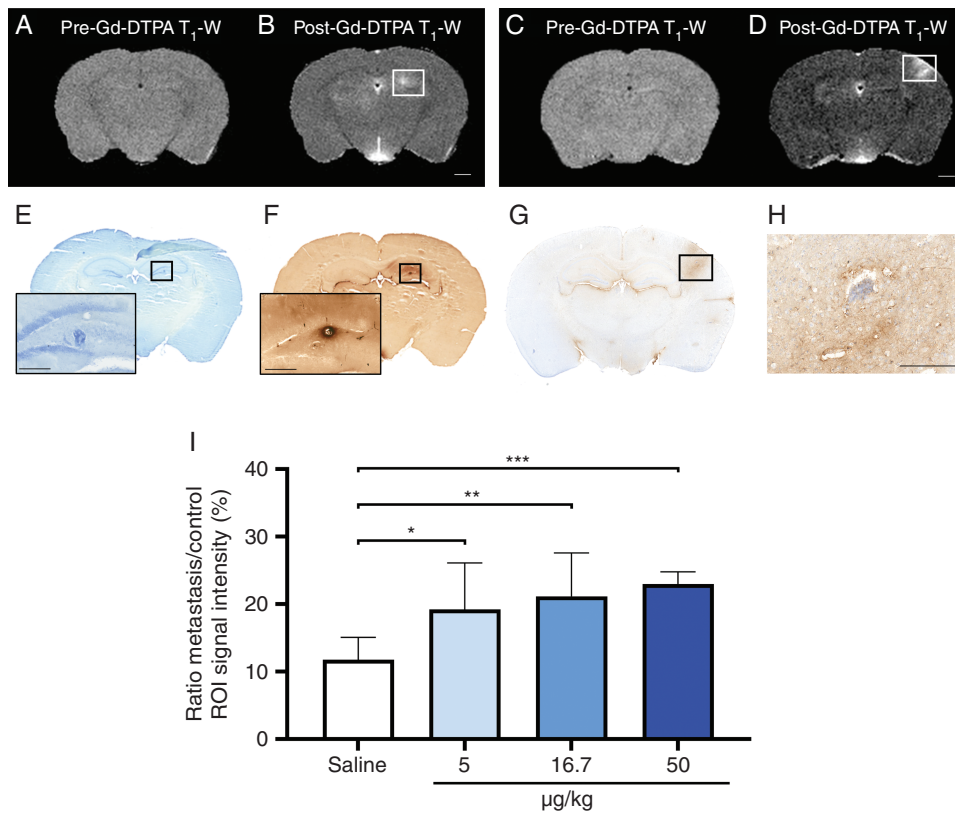 A Pre-Gd-DTPA T₁-W
B Post-Gd-DTPA T₁-W
C Pre-Gd-DTPA T₁-W
D Post-Gd-DTPA T₁-W
E
F
G
H
I
Ratio metastasis/control
ROI signal intensity (%)
40
30
20
10
0
***
**
*
Saline
5
16.7
50
µg/kg